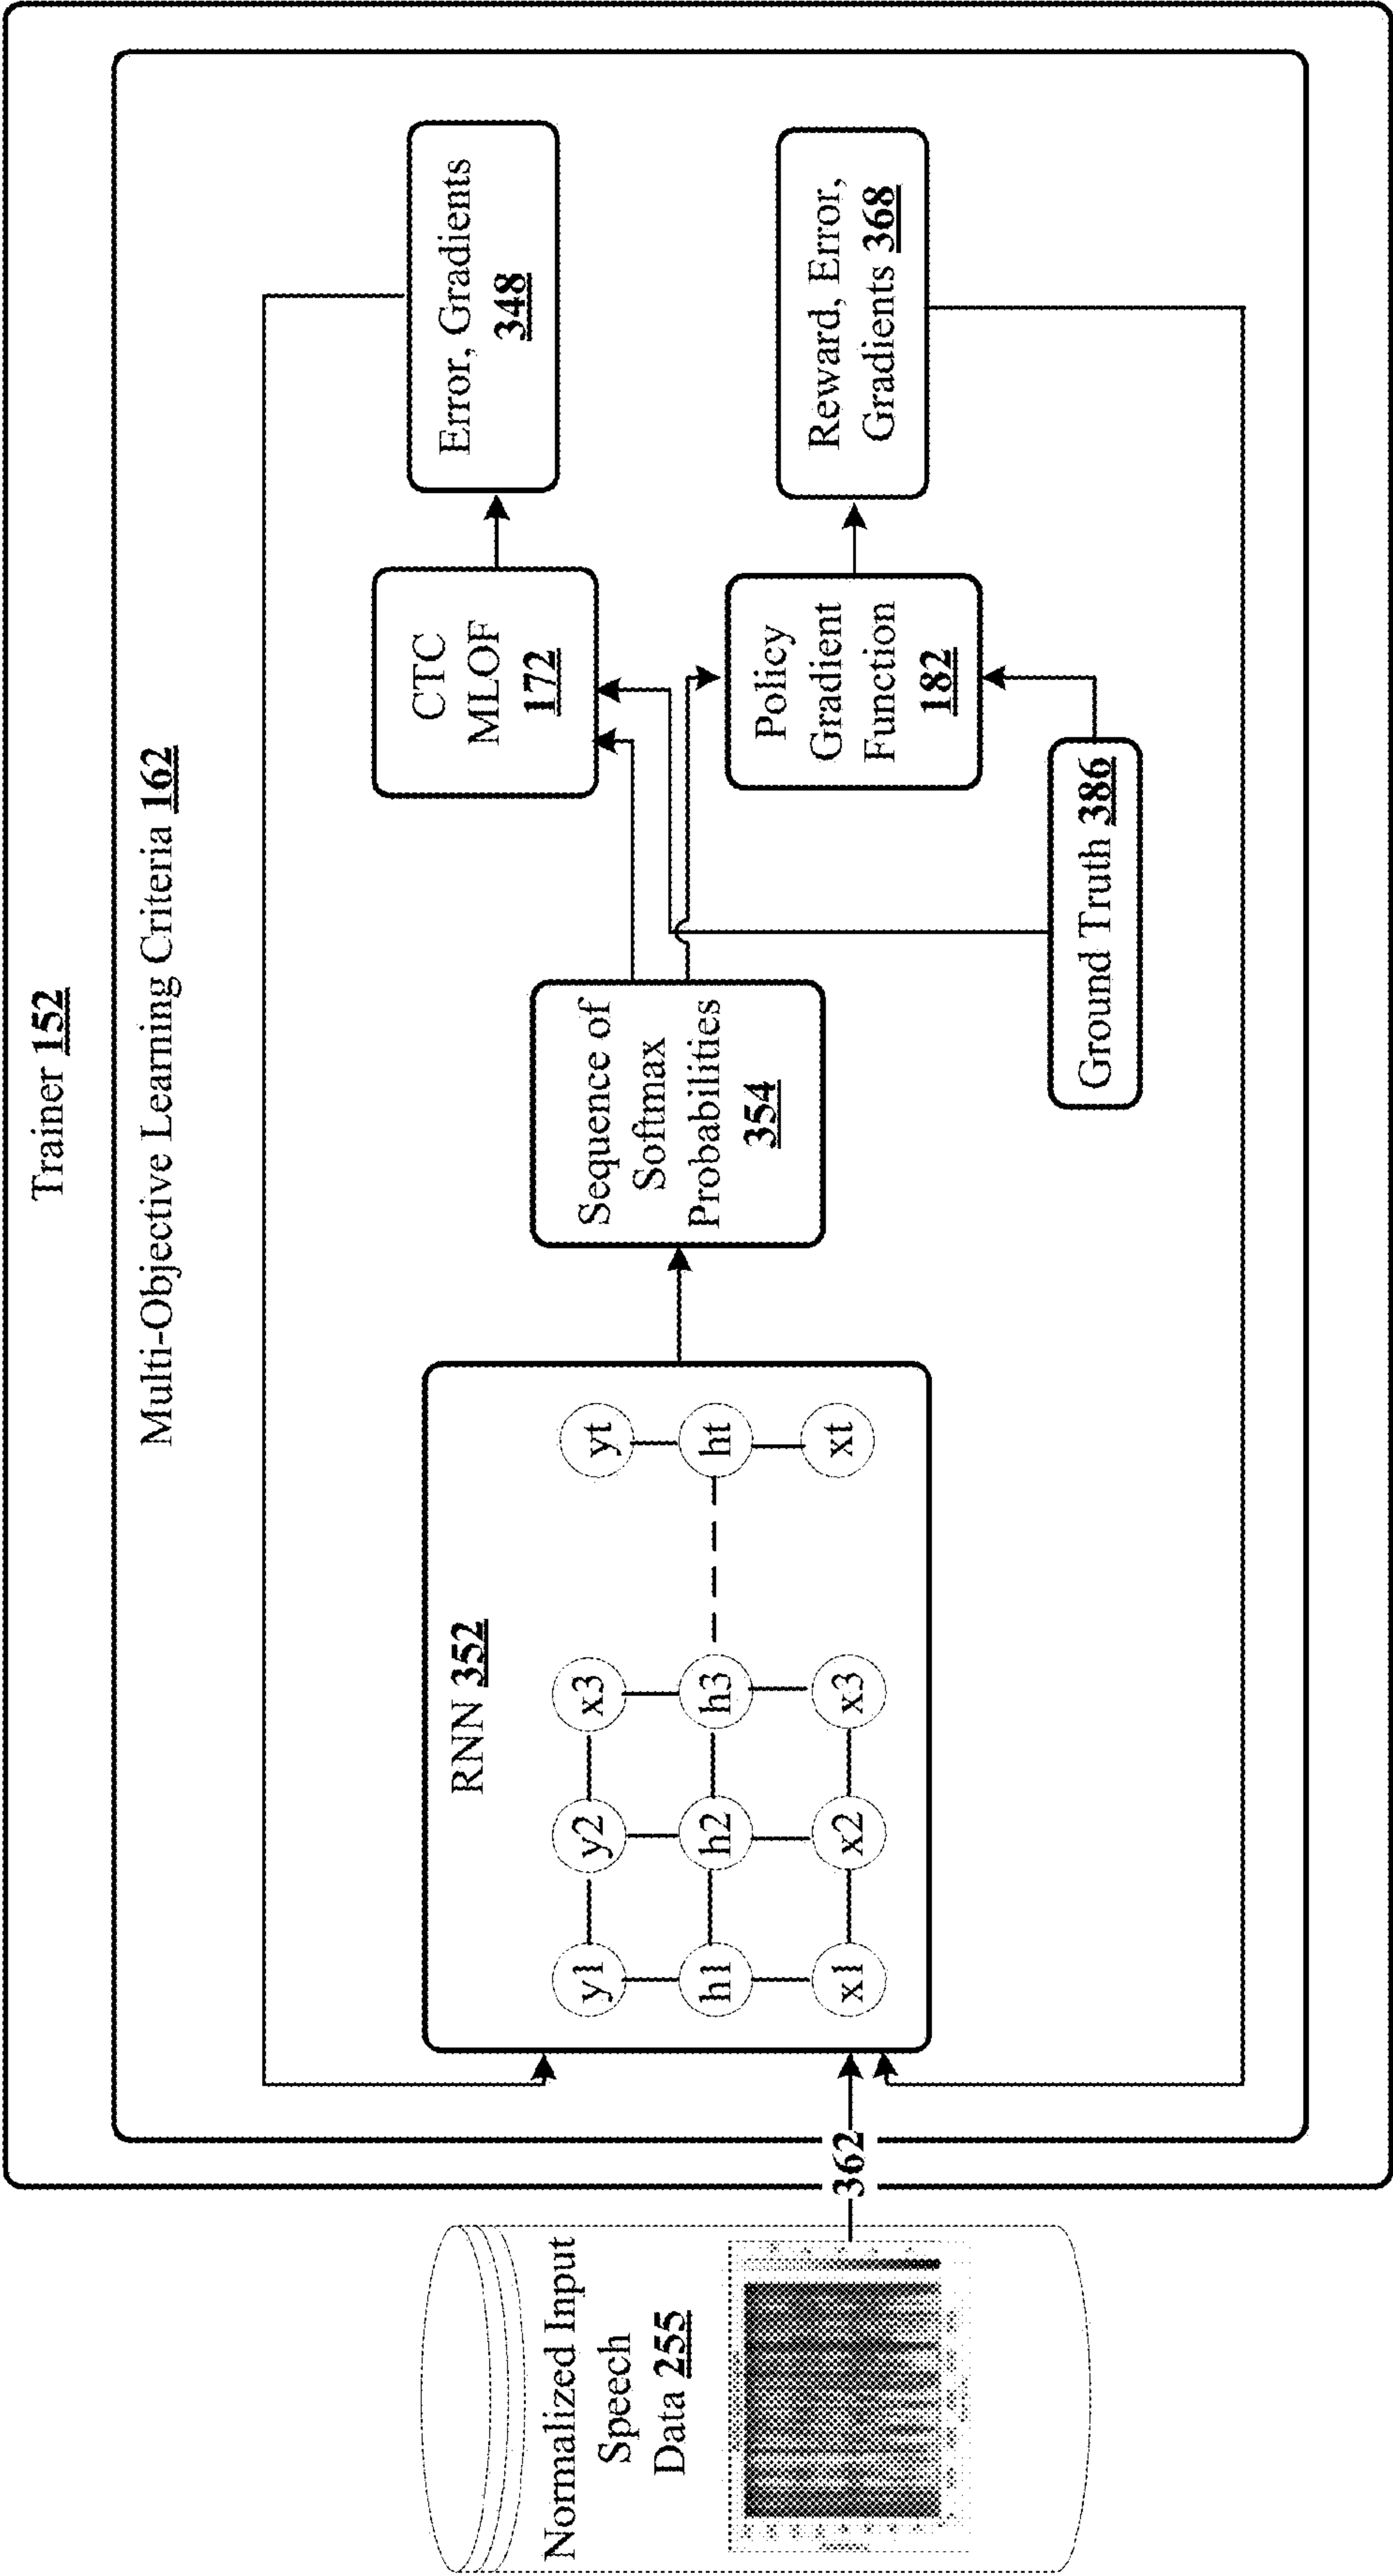 Trainer 152
Multi-Objective Learning Criteria 162
Normalized Input
Speech
Data 255
362
RNN 352
y1
y2
x3
yt
h1
h2
h3
ht
x1
x2
x3
xt
Sequence of
Softmax
Probabilities
354
Ground Truth 386
CTC
MLOF
172
Policy
Gradient
Function
182
Error, Gradients
348
Reward, Error,
Gradients 368